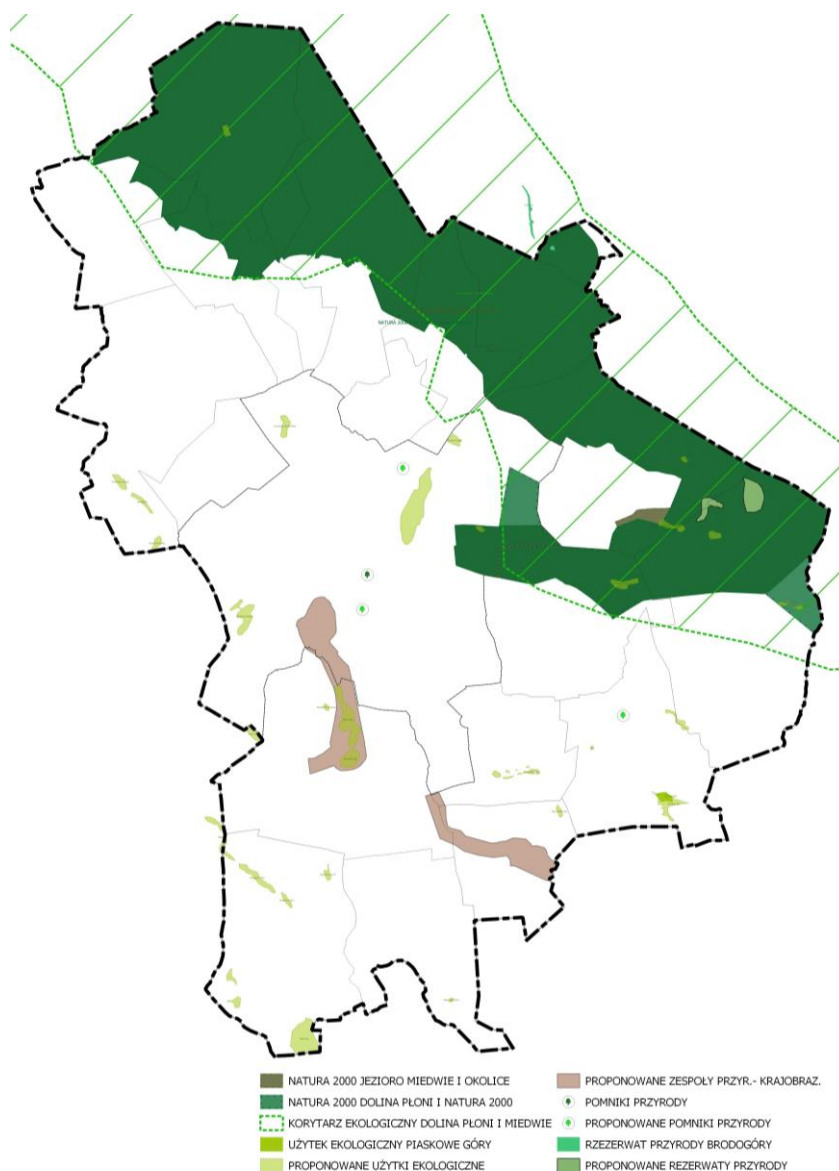 NATURA 2000 JEZIORO MIEDWIE I OKOLICE
NATURA 2000 DOLINA PŁONI I NATURA 2000
KORYTARZ EKOLOGICZNY DOLINA PŁONI I MIEDWIE
UŻYTEK EKOLOGICZNY PIASKOWE GÓRY
PROPONOWANE UŻYTKI EKOLOGICZNE
PROPONOWANE ZESPOŁY PRZYR.- KRAJOBRAZ.
POMNIKI PRZYRODY
PROPONOWANE POMNIKI PRZYRODY
RZEZERWAT PRZYRODY BRODOGÓRY
PROPONOWANE REZERWATY PRZYRODY